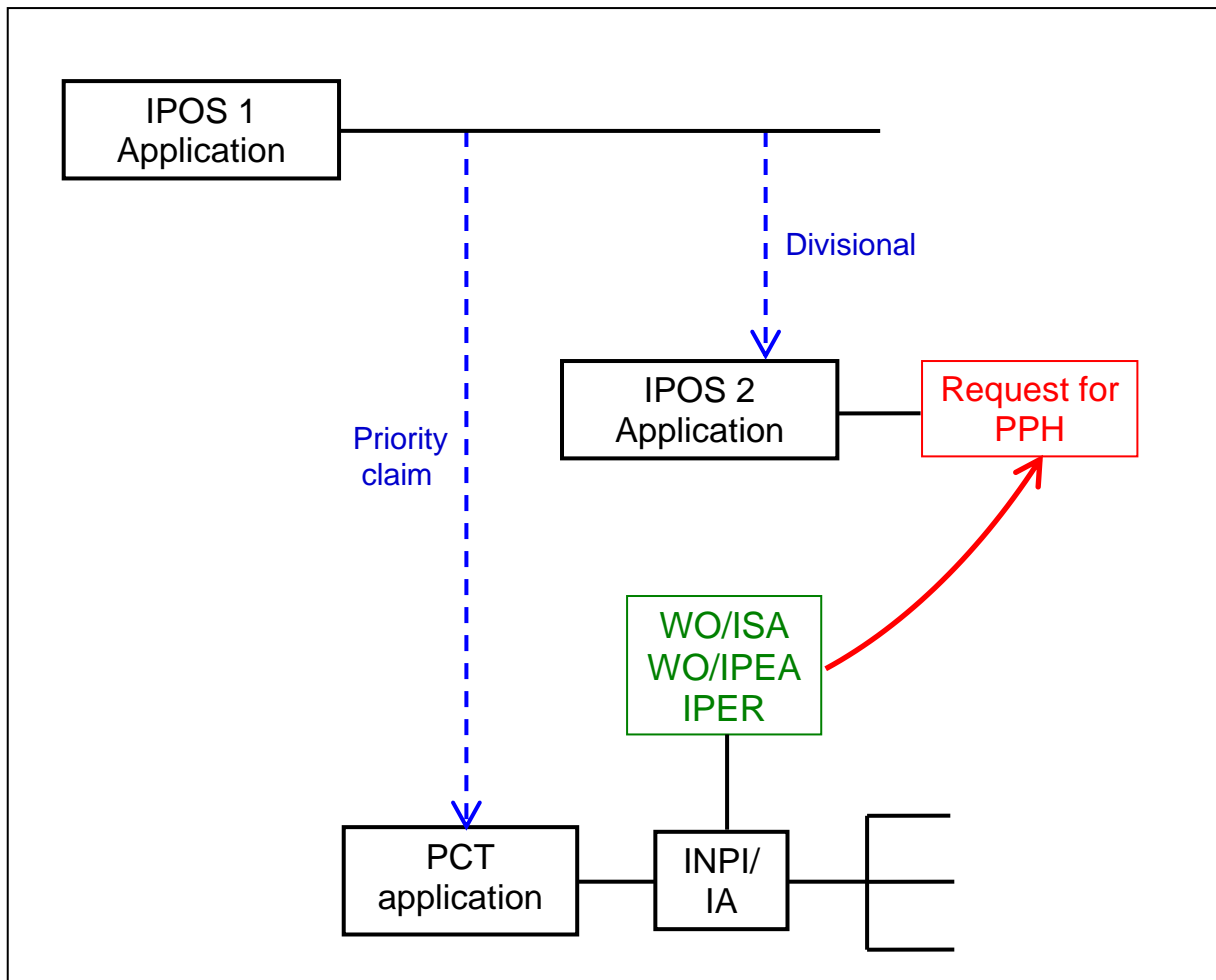 IPOS 1
Application
Divisional
IPOS 2
Application
Request for
PPH
Priority
claim
WO/ISA
WO/IPEA
IPER
PCT
application
INPI/
IA